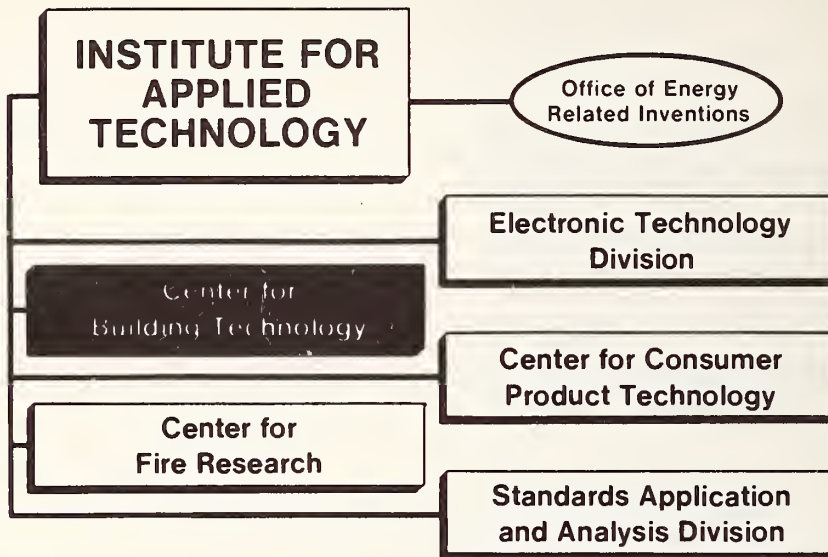 INSTITUTE FOR
APPLIED
TECHNOLOGY
Office of Energy
Related Inventions
Electronic Technology
Division
Center for
Building Technology
Center for Consumer
Product Technology
Center for
Fire Research
Standards Application
and Analysis Division